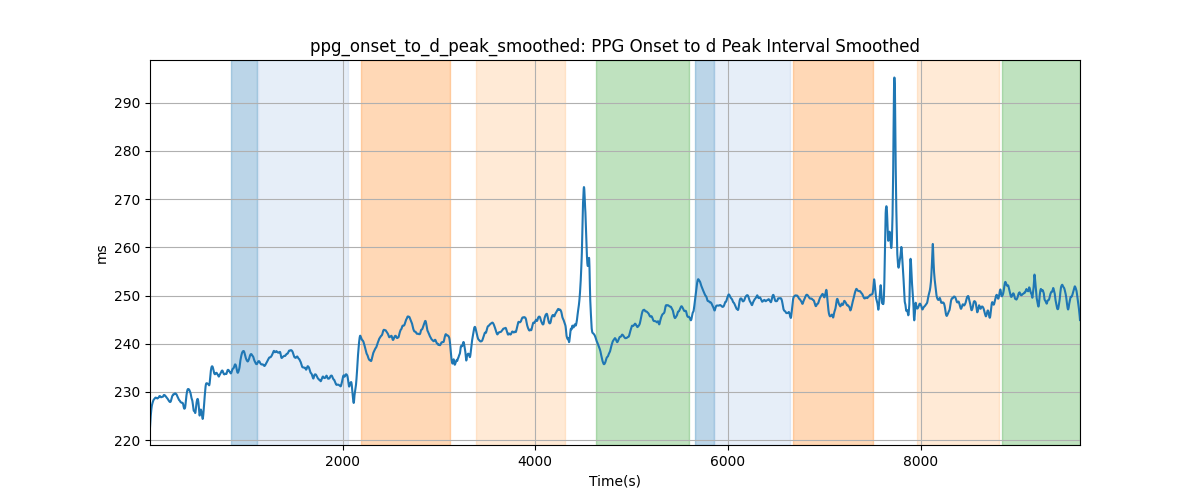 ppg_onset_to_d_peak_smoothed: PPG Onset to d Peak Interval Smoothed
290
280
270
260
250
240
230
220
ms
2000 4000 6000 8000
Time(s)